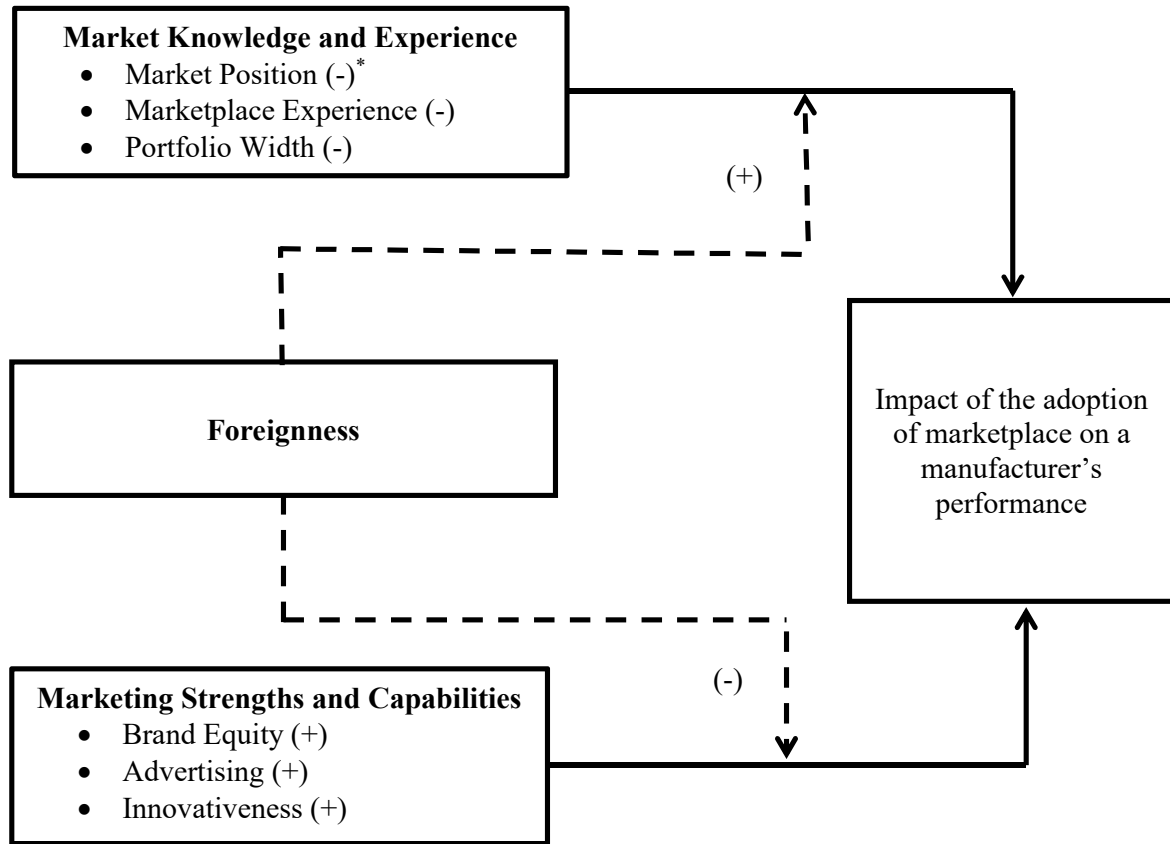 Market Knowledge and Experience
• Market Position (-)*
• Marketplace Experience (-)
• Portfolio Width (-)
(+)
Foreignness
Impact of the adoption
of marketplace on a
manufacturer’s
performance
(-)
Marketing Strengths and Capabilities
• Brand Equity (+)
• Advertising (+)
• Innovativeness (+)